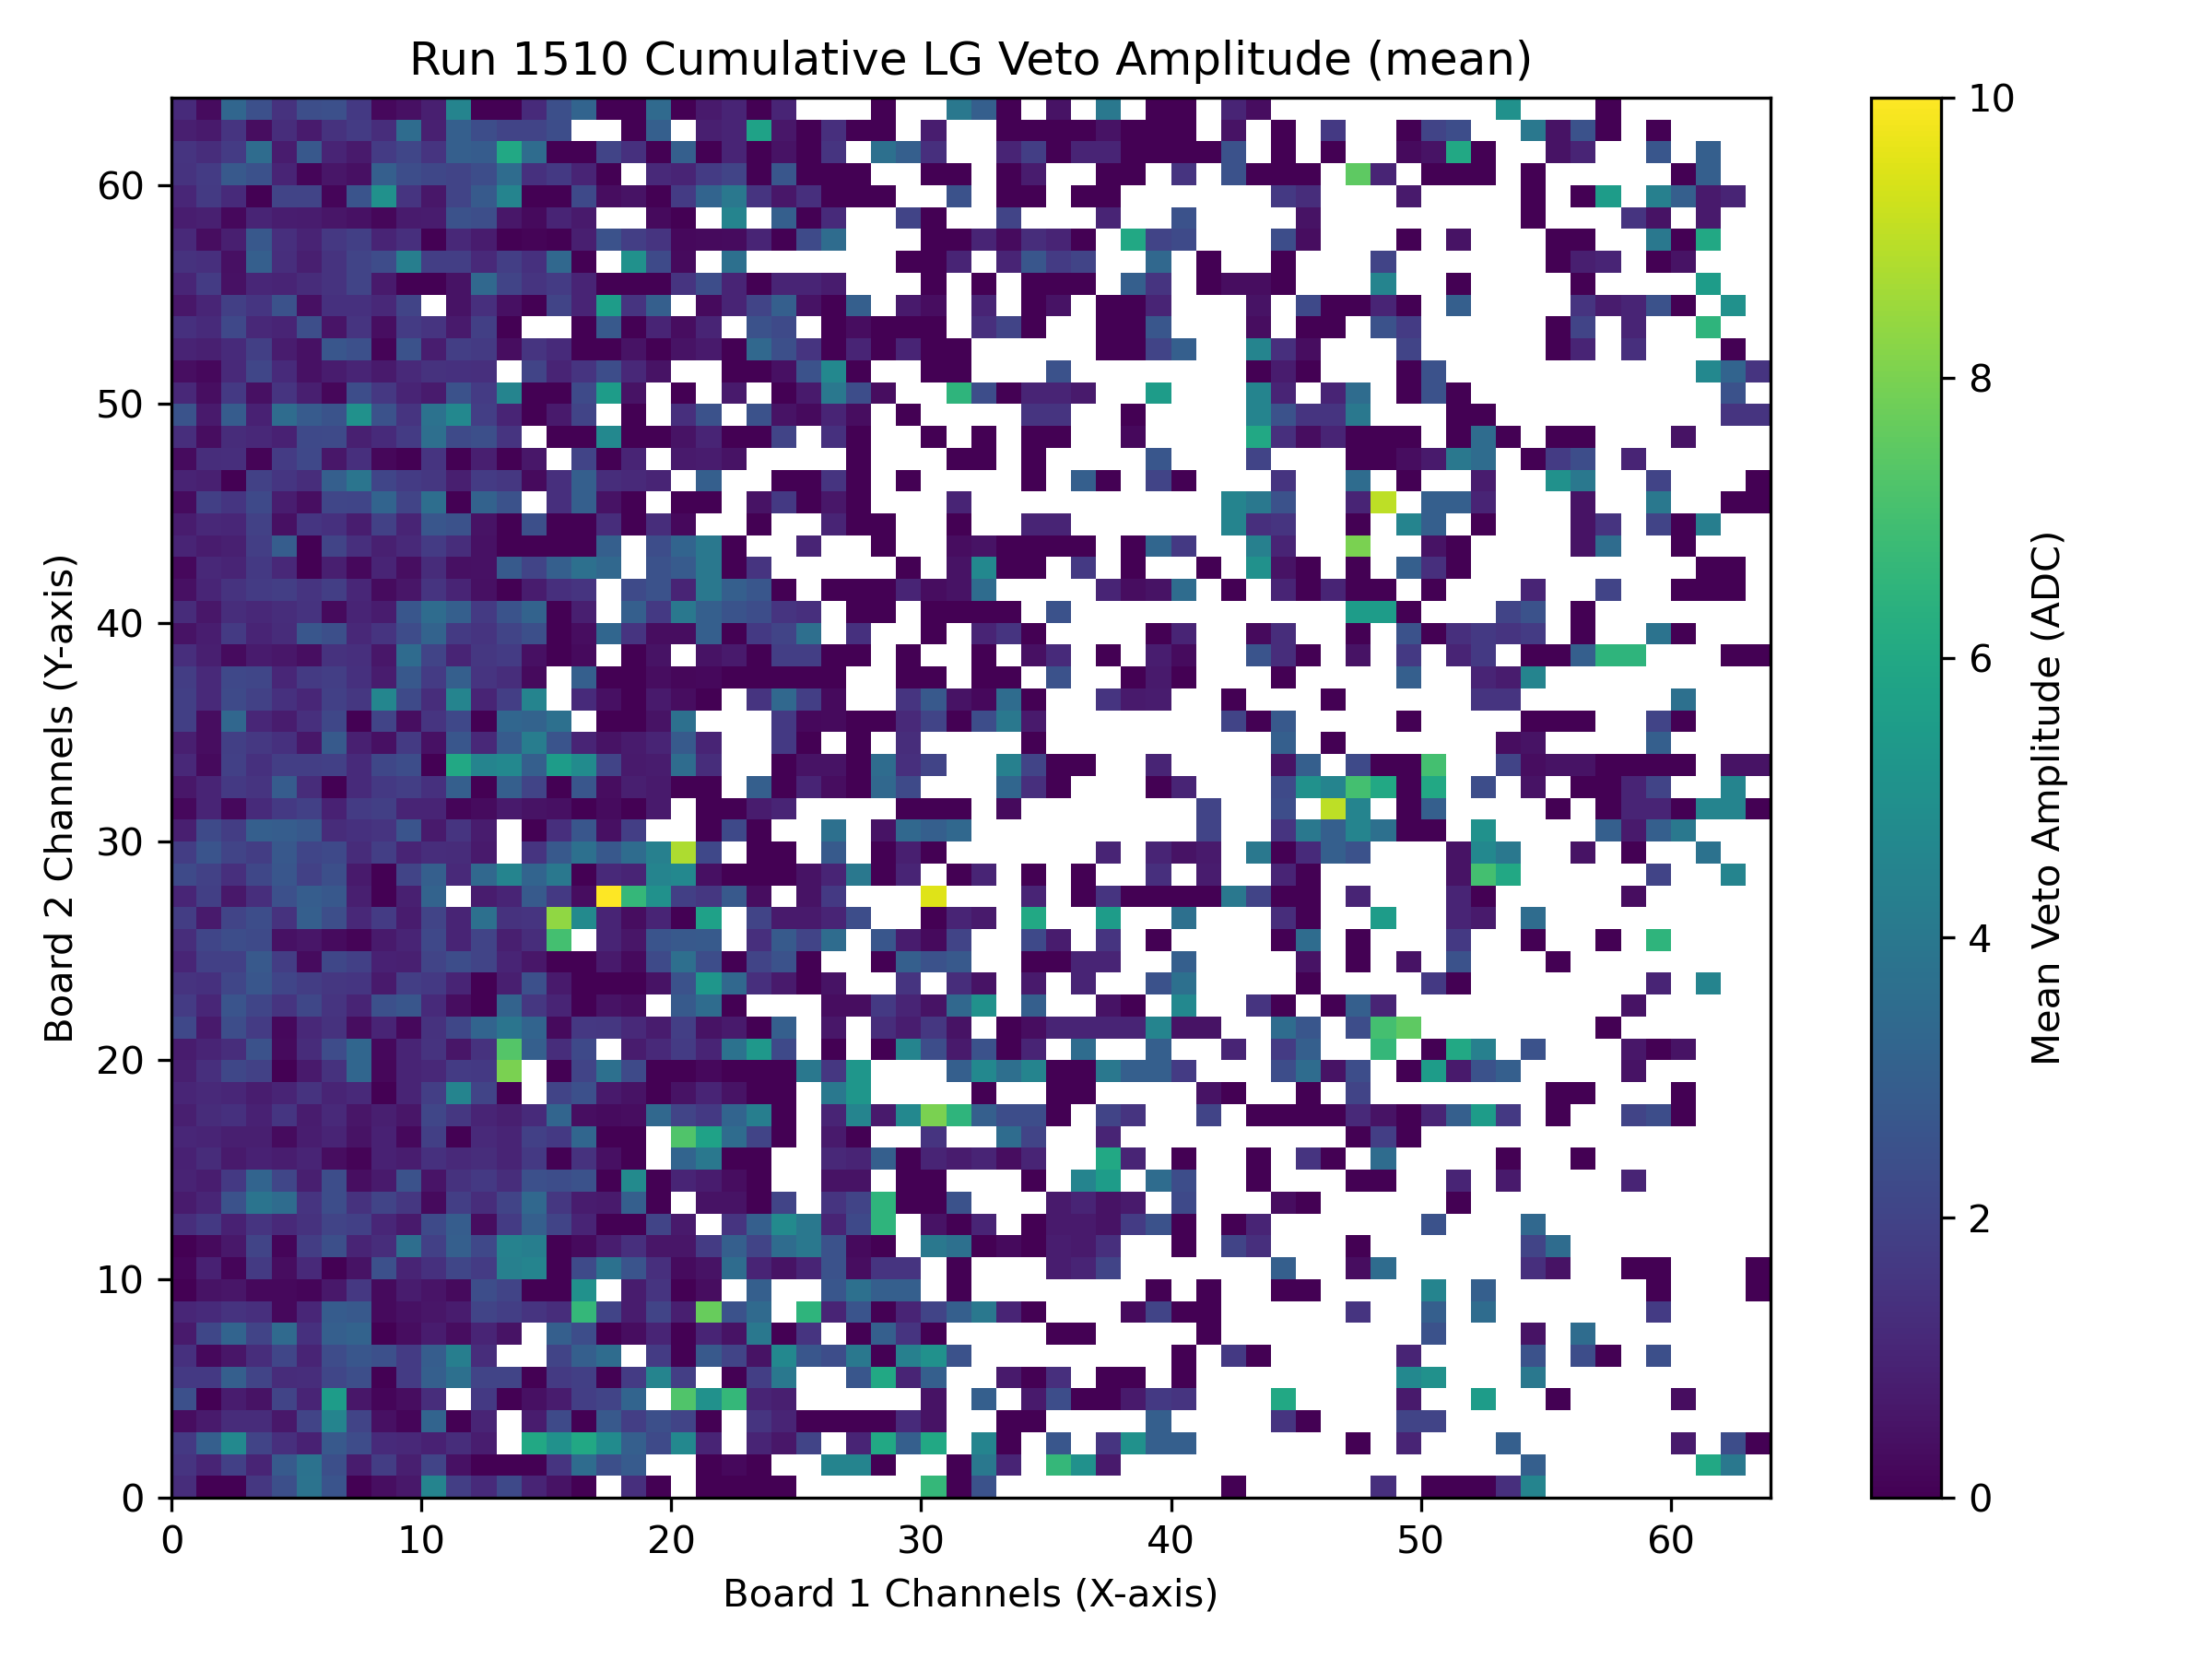 Run 1510 Cumulative LG Veto Amplitude (mean)
Board 2 Channels (Y-axis)
60
50
40
30
20
10
0
0 10 20 30 40 50 60
Board 1 Channels (X-axis)
10
8
6
4
2
0
Mean Veto Amplitude (ADC)